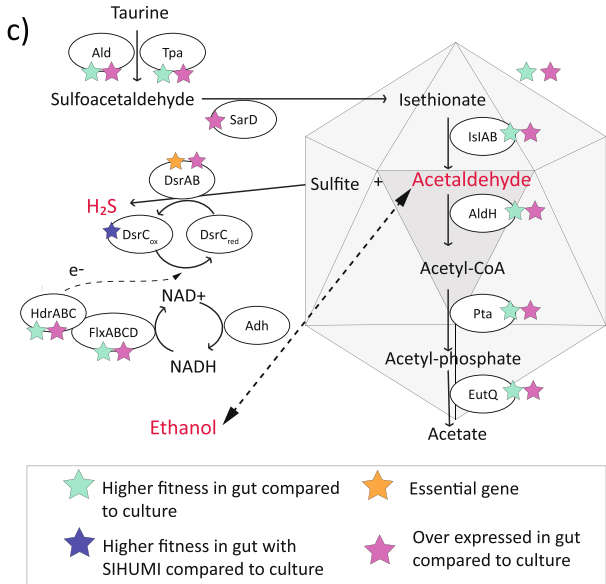 c)
Taurine
Ald
Tpa
Sulfoacetaldehyde
Isethionate
SarD
IsIAB
DsrAB
Sulfite +
Acetaldehyde
H₂S
AldH
DsrCox
DsrCred
Acetyl-CoA
e-
NAD+
HdrABC
FlxABCD
Adh
Pta
Acetyl-phosphate
NADH
EutQ
Ethanol
Acetate
Higher fitness in gut compared
to culture
Essential gene
Higher fitness in gut with
SIHUMI compared to culture
Over expressed in gut
compared to culture